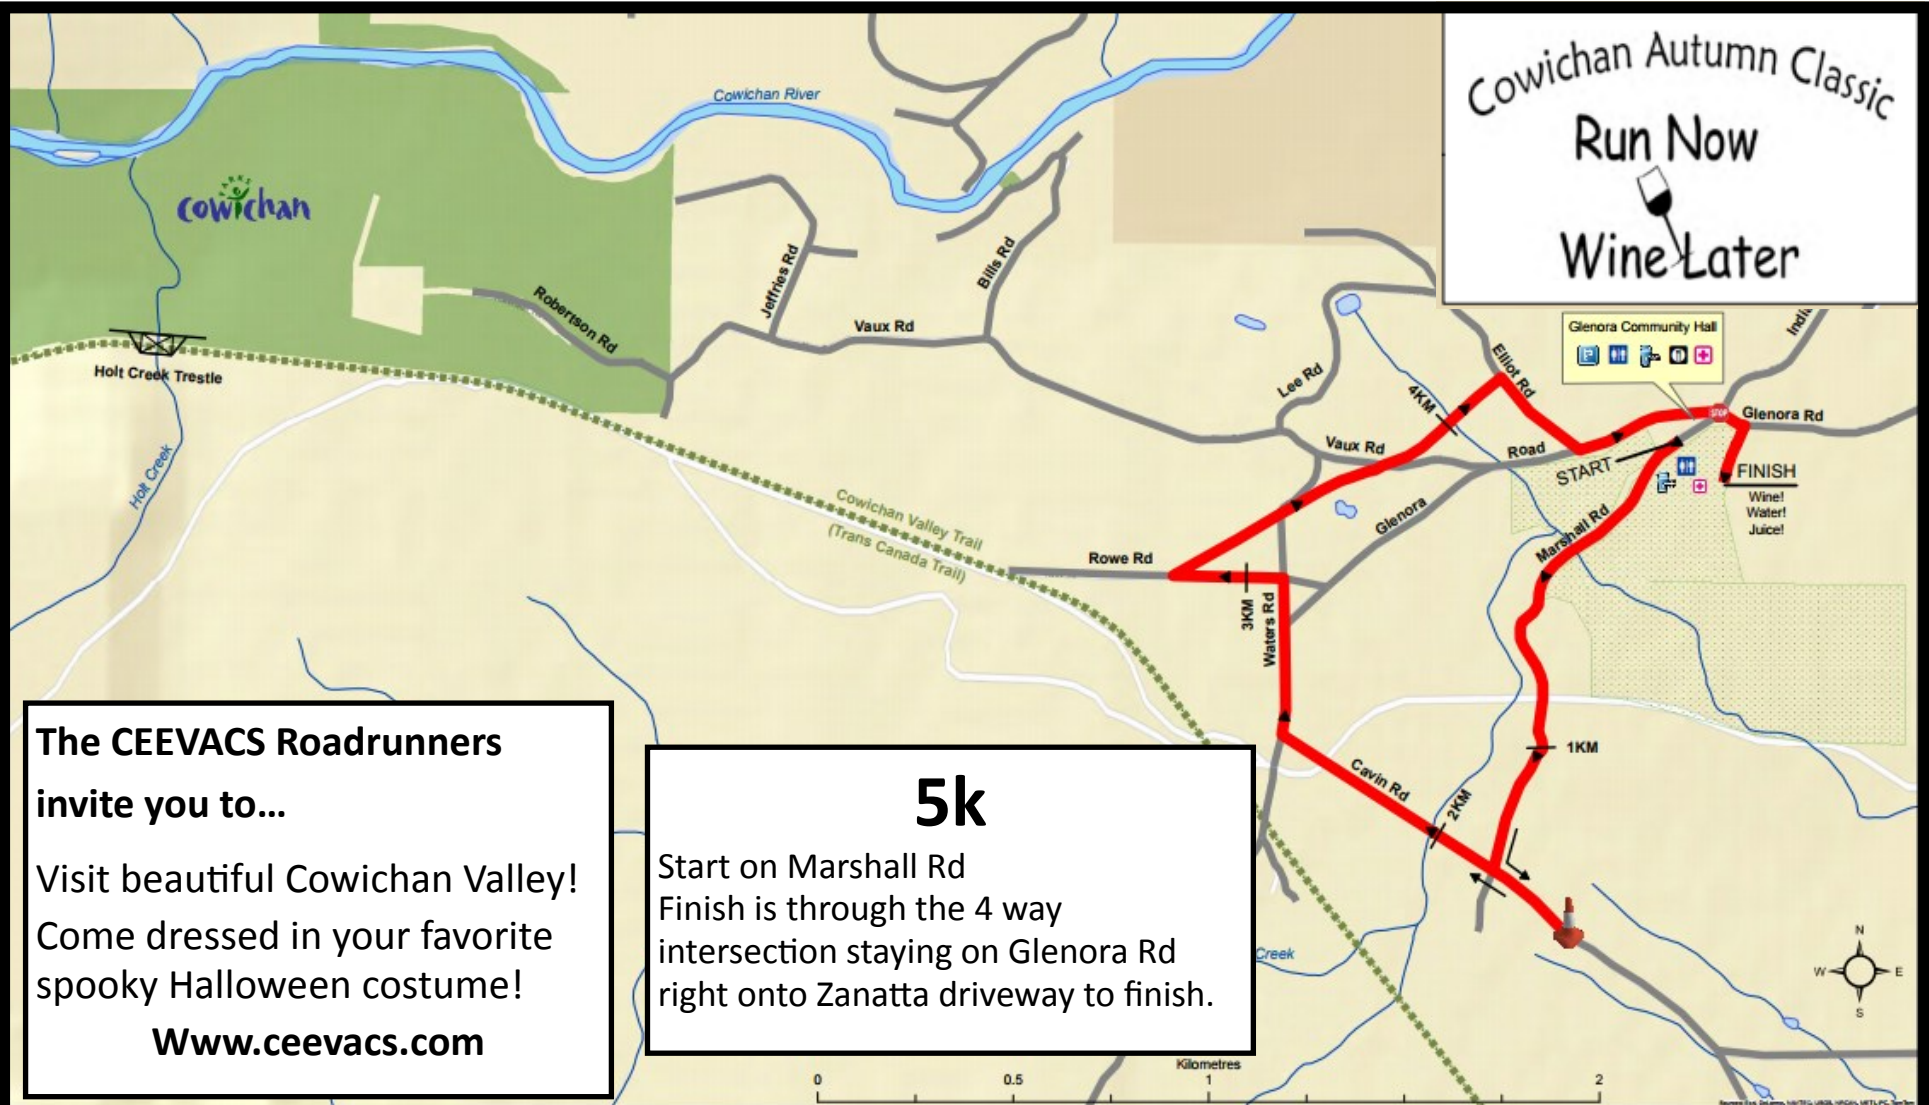 Cowichan Autumn Classic
Run Now
Wine Later
Cowichan River
PARKS
Cowichan
Robertson Rd
Jeffries Rd
Bills Rd
Vaux Rd
Holt Creek Trestle
Holt Creek
Lee Rd
Elliot Rd
Glenora Community Hall
P
STOP
Glenora Rd
4KM
Vaux Rd
Road
START
FINISH
Wine!
Water!
Juice!
Glenora
Marshall Rd
Cowichan Valley Trail
(Trans Canada Trail)
Rowe Rd
3KM
Waters Rd
1KM
Cavin Rd
2KM
Creek
N
W E
S
The CEEVACS Roadrunners
invite you to...
Visit beautiful Cowichan Valley!
Come dressed in your favorite
spooky Halloween costume!
Www.ceevacs.com
5k
Start on Marshall Rd
Finish is through the 4 way
intersection staying on Glenora Rd
right onto Zanatta driveway to finish.
Kilometres
0 0.5 1 2